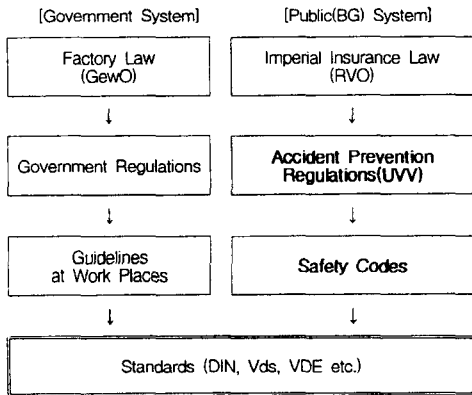 [Government System]
[Public(BG) System]
Factory Law
(GewO)
Imperial Insurance Law
(RVO)
↓
↓
Government Regulations
Accident Prevention
Regulations(UVV)
↓
↓
Guidelines
at Work Places
Safety Codes
↓
↓
Standards (DIN, Vds, VDE etc.)